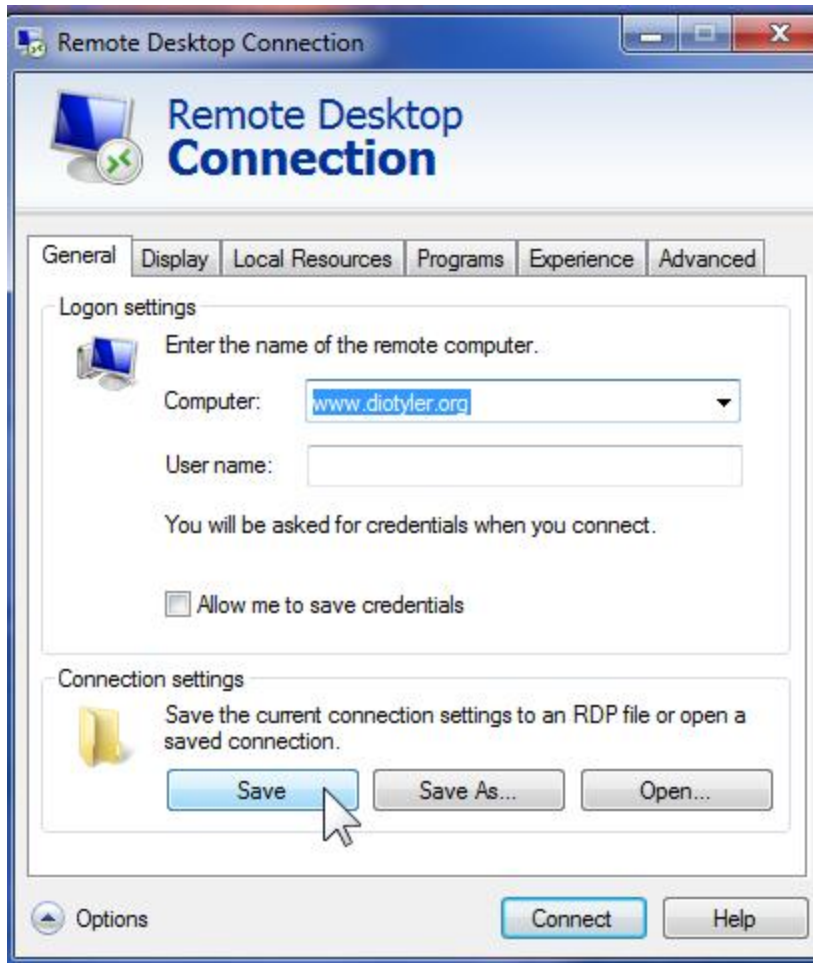 Remote Desktop Connection
Remote Desktop
Connection
General Display Local Resources Programs Experience Advanced
Logon settings
Enter the name of the remote computer.
Computer: www.diotyler.org
User name:
You will be asked for credentials when you connect.
Allow me to save credentials
Connection settings
Save the current connection settings to an RDP file or open a
saved connection.
Save Save As... Open...
Options Connect Help